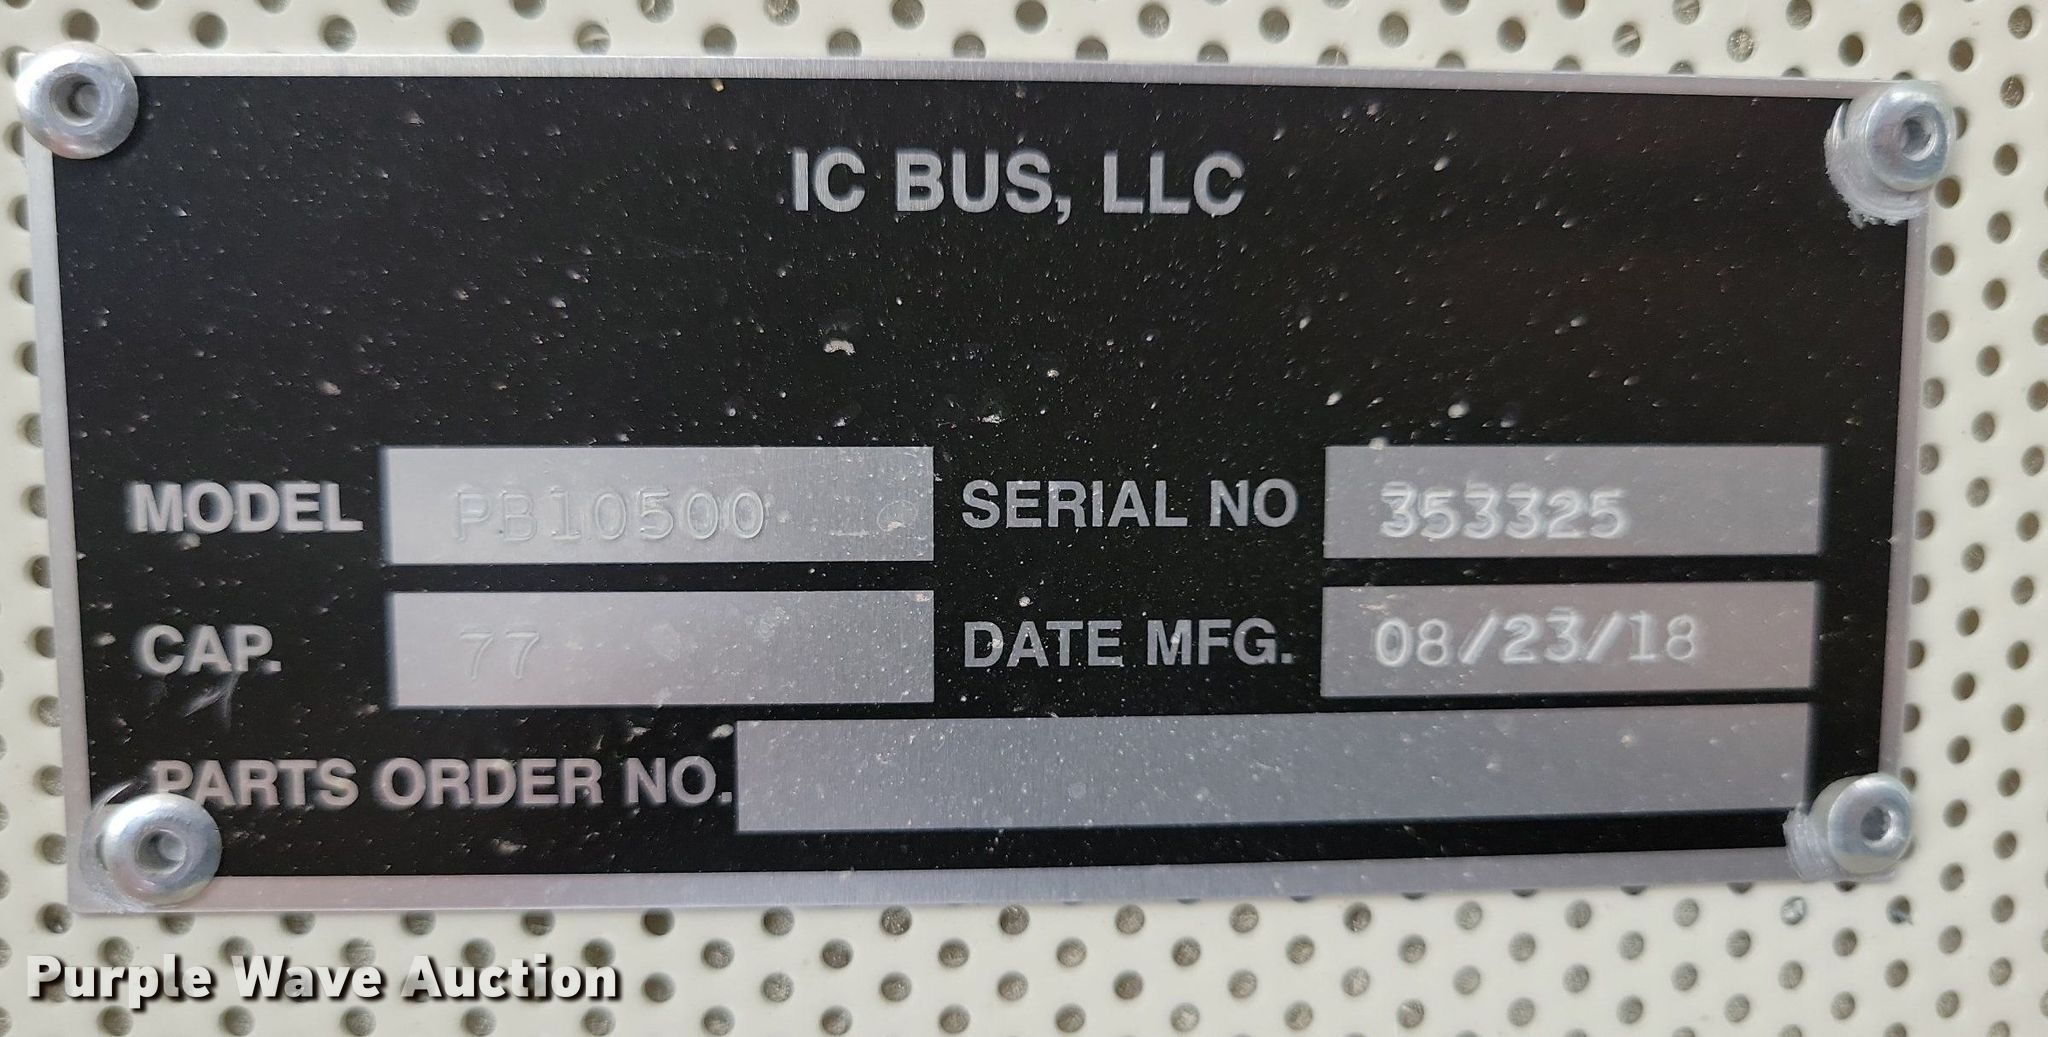 IC BUS, LLC
MODEL PB10500 SERIAL NO 353325
CAP. 77 DATE MFG. 08/23/18
PARTS ORDER NO.
Purple Wave Auction